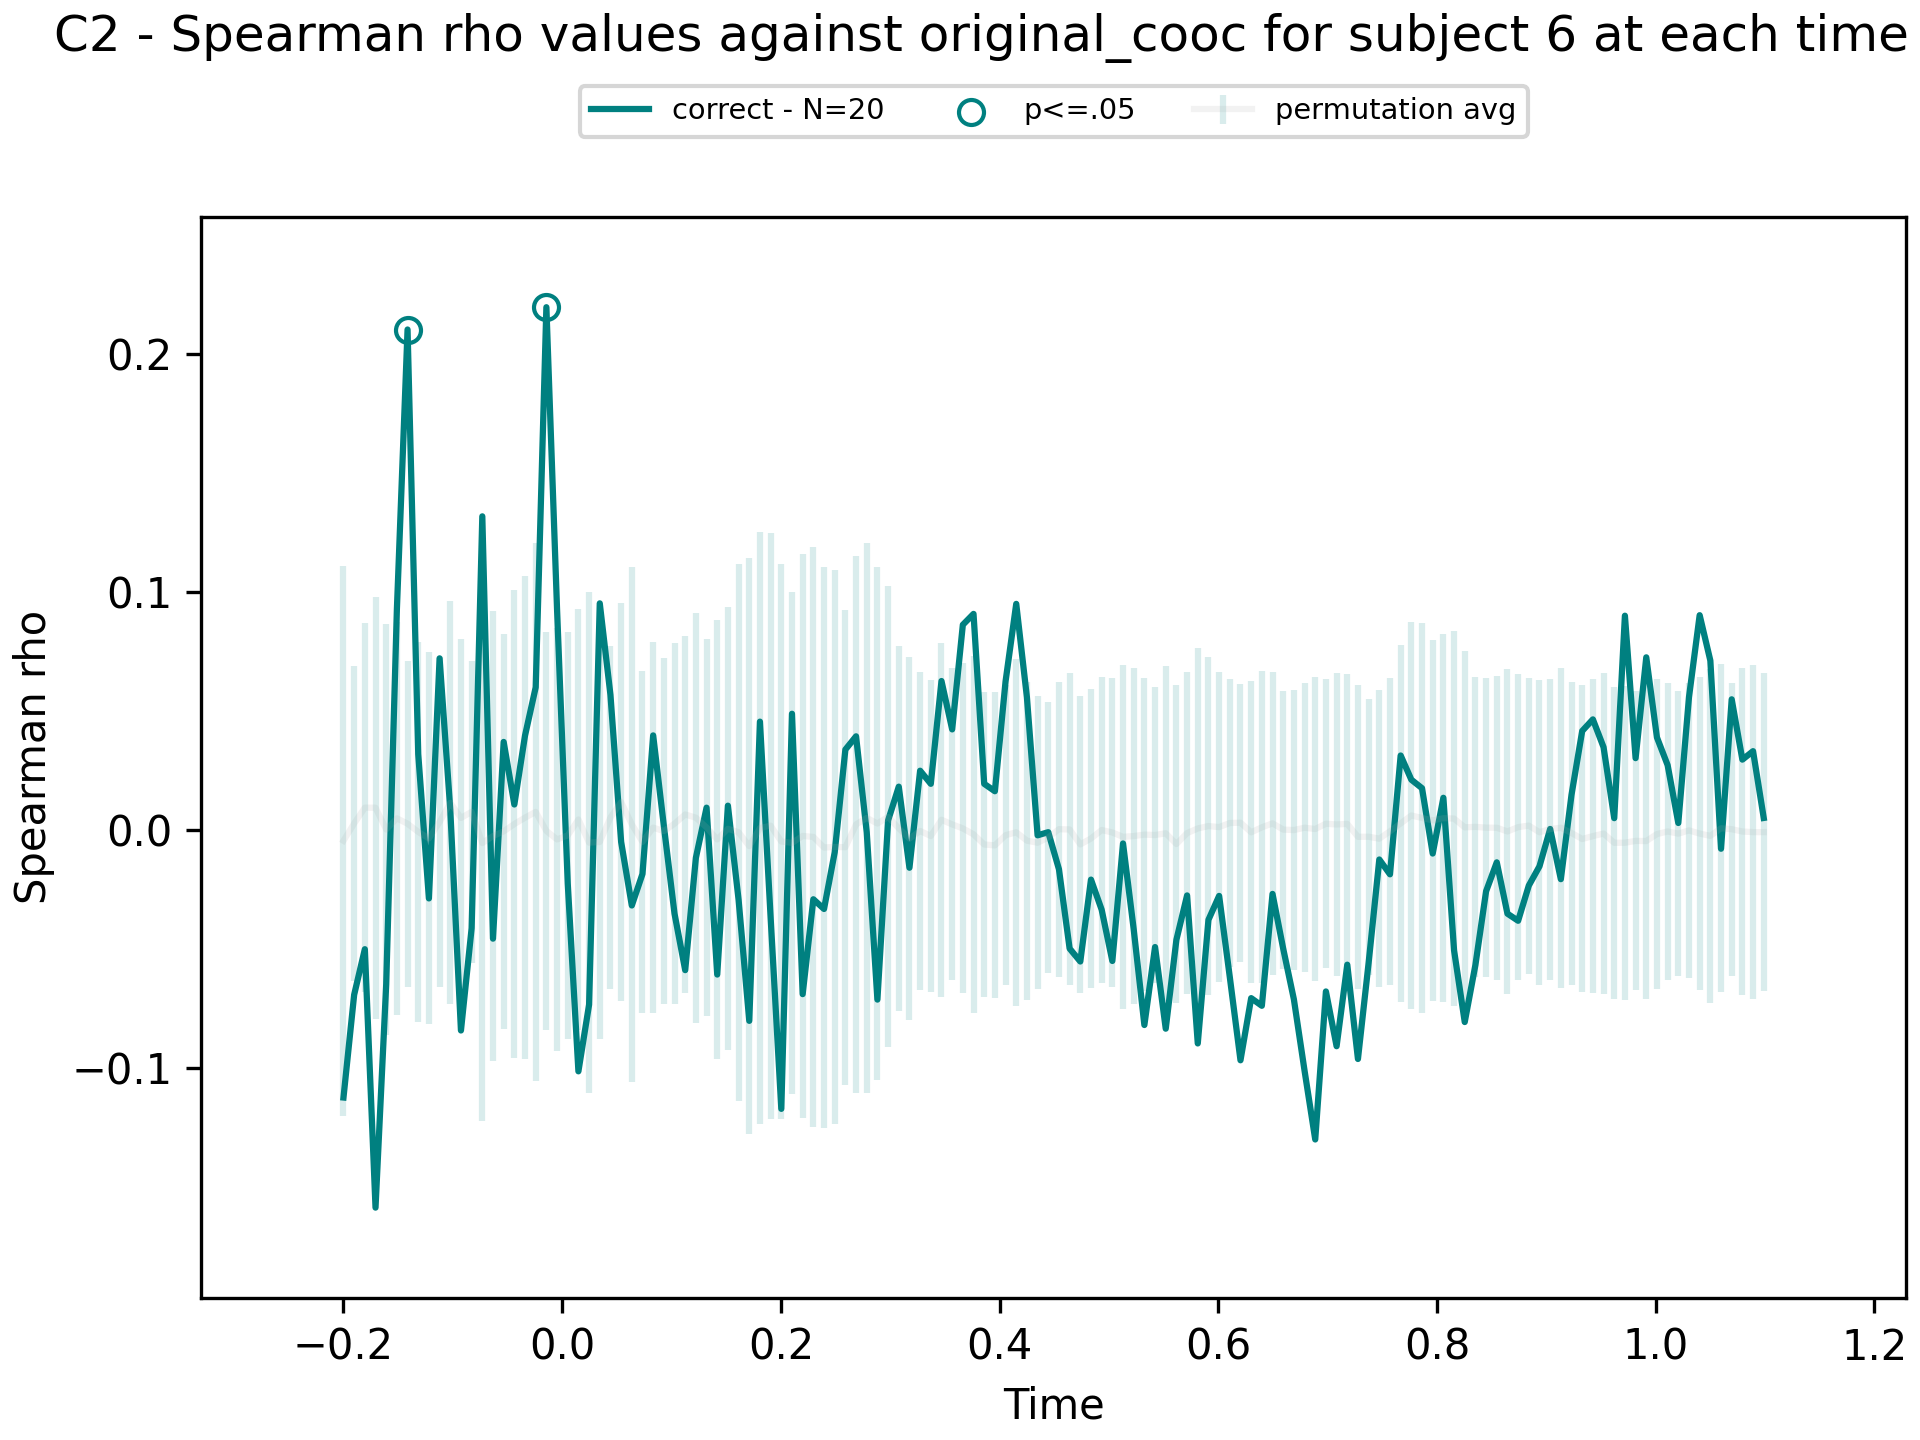 C2 - Spearman rho values against original_cooc for subject 6 at each time
correct - N=20
p<=.05
permutation avg
Spearman rho
0.2
0.1
0.0
−0.1
−0.2
0.0
0.2
0.4
0.6
0.8
1.0
1.2
Time